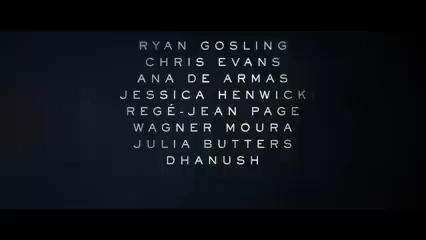 RYAN GOSLING
CHRIS EVANS
ANA DE ARMAS
JESSICA HENWICK
REGÉ-JEAN PAGE
WAGNER MOURA
JULIA BUTTERS
DHANUSH